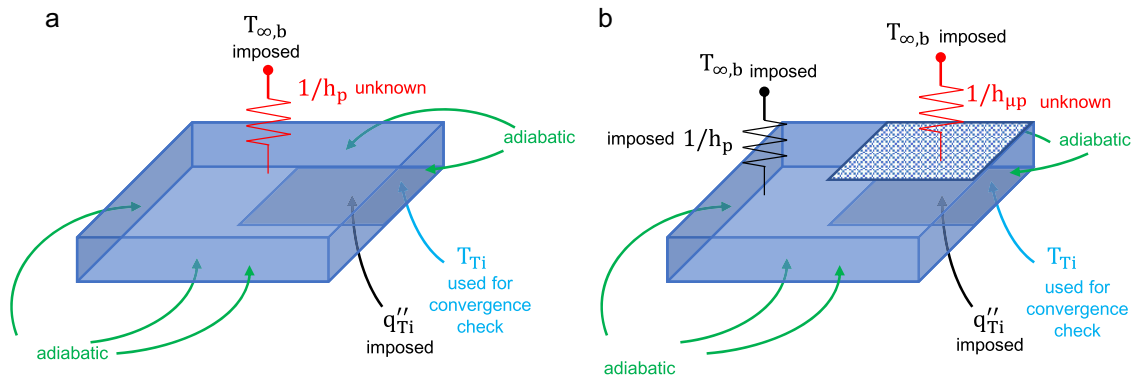 a
T∞,b
imposed
1/hp unknown
adiabatic
TTi
used for
convergence
check
q′′Ti
imposed
adiabatic
b
T∞,b imposed
T∞,b imposed
1/hμp unknown
imposed 1/hp
adiabatic
TTi
used for
convergence
check
q′′Ti
imposed
adiabatic